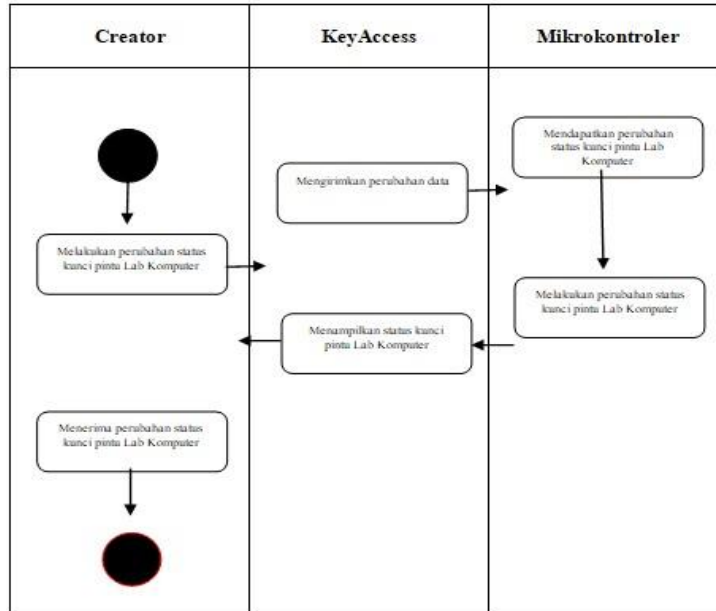 Creator
KeyAccess
Mikrokontroler
Mendapatkan perubahan
status kunci pintu Lab
Komputer
Mengirimkan perubahan data
Melakukan perubahan status
kunci pintu Lab Komputer
Melakukan perubahan status
kunci pintu Lab Komputer
Menampilkan status kunci
pintu Lab Komputer
Menerima perubahan status
kunci pintu Lab Komputer